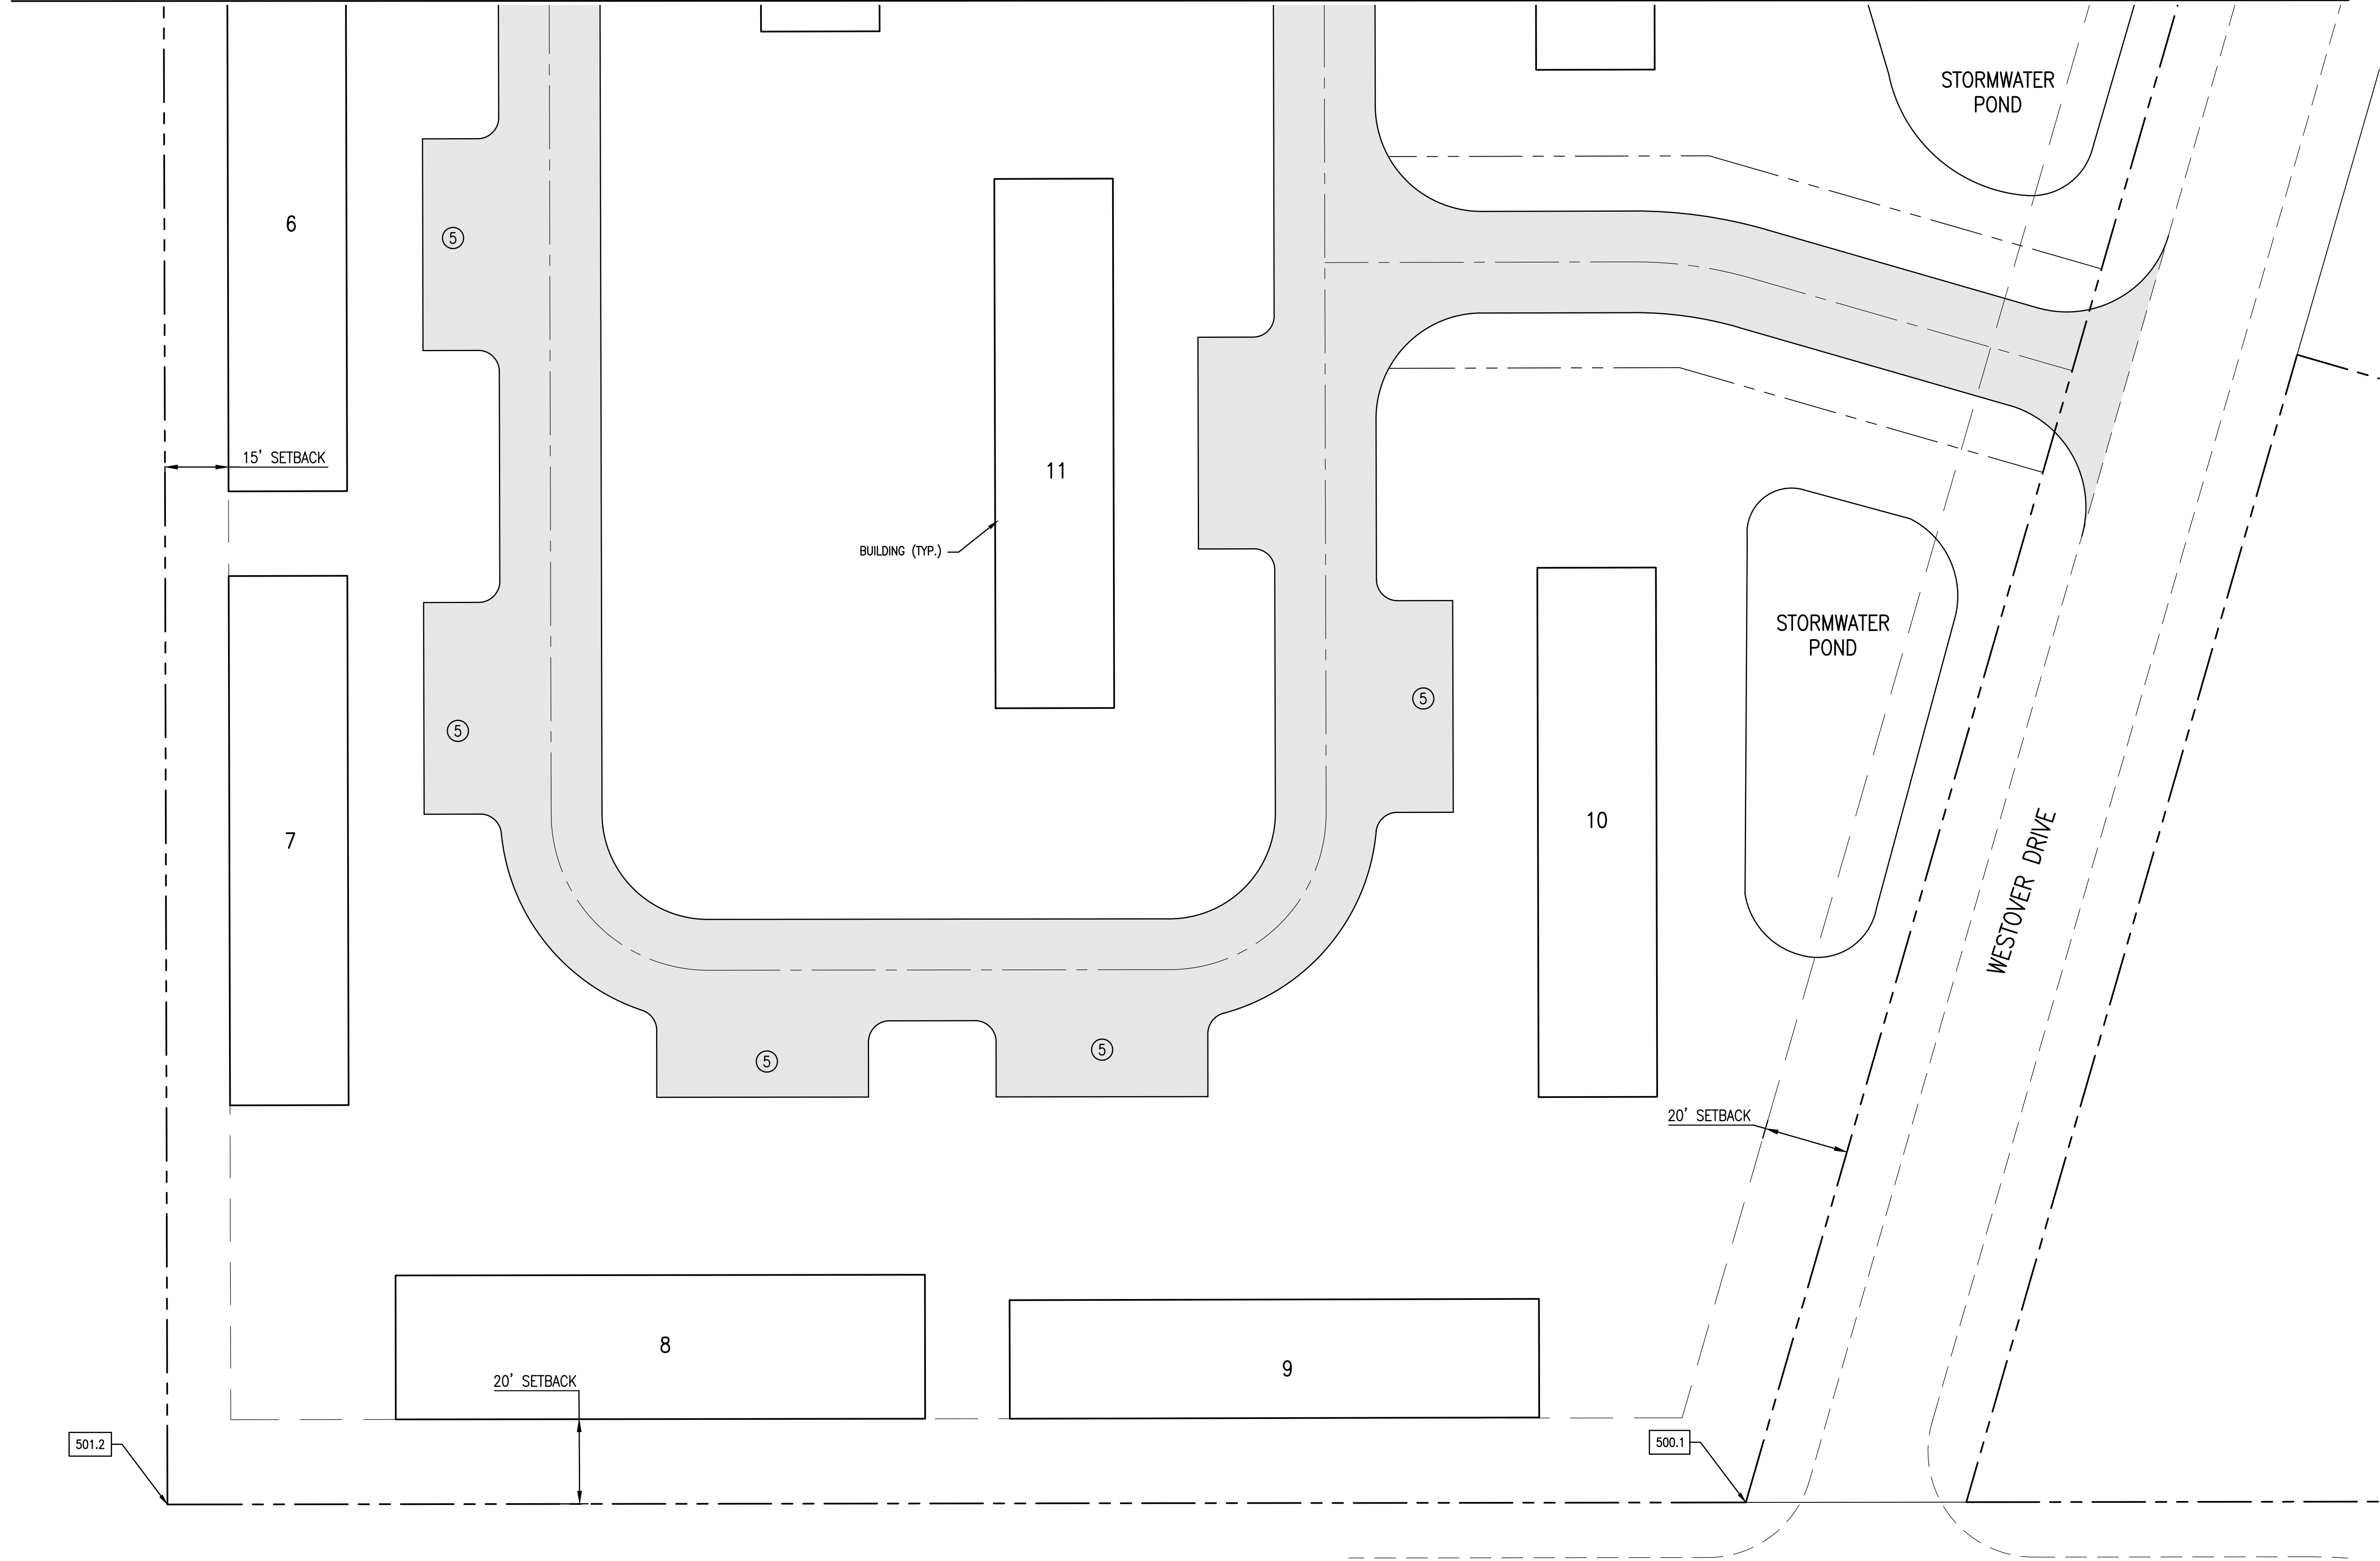 STORMWATER
POND
6
5
15' SETBACK
11
BUILDING (TYP.)
STORMWATER
POND
5
5
10
7
WESTOVER DRIVE
5
5
20' SETBACK
8
9
20' SETBACK
501.2
500.1